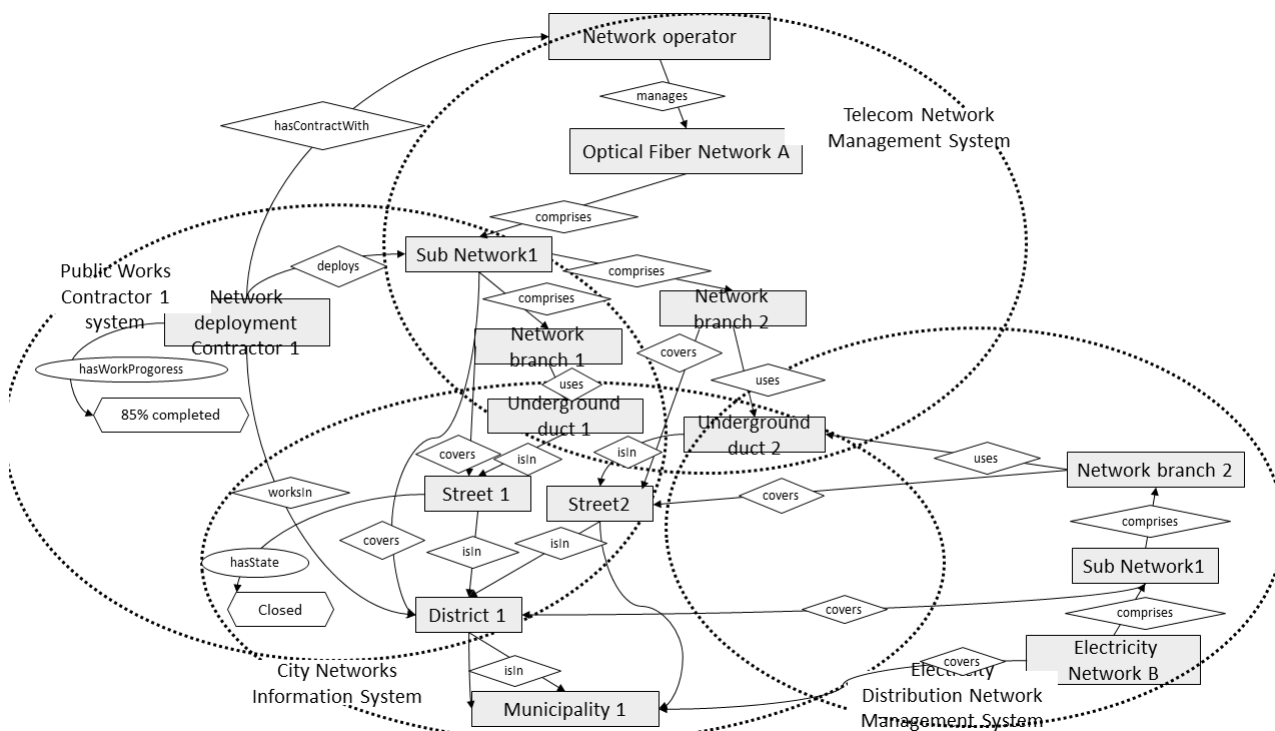 Network operator
manages
hasContractWith
Telecom Network
Management System
Optical Fiber Network A
comprises
Sub Network1
deploys
comprises
Public Works
Contractor 1
system
Network
deployment
Contractor 1
comprises
Network
branch 2
Network
branch 1
covers
hasWorkProgoress
uses
uses
85% completed
Underground
duct 1
Underground
duct 2
covers
isIn
isIn
uses
Network branch 2
worksIn
Street 1
Street2
covers
comprises
covers
isIn
isIn
hasState
Sub Network1
Closed
District 1
covers
comprises
City Networks
Information System
isIn
covers
Electricity
Network B
Electricity
Distribution Network
Management System
Municipality 1